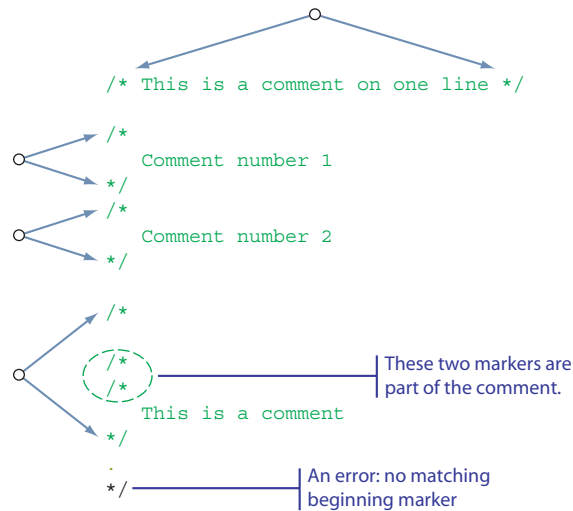 /* This is a comment on one line */
/*
Comment number 1
*/
/*
Comment number 2
*/
/*
/*
/*
These two markers are
part of the comment.
This is a comment
*/
.
*/
An error: no matching
beginning marker